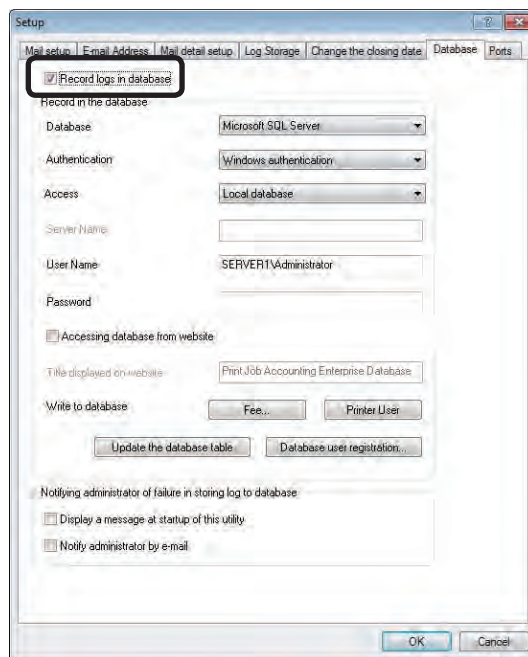 Setup
Mail setup E-mail Address Mail detail setup Log Storage Change the closing date Database Ports
Record logs in database
Record in the database
Database Microsoft SQL Server
Authentication Windows authentication
Access Local database
Server Name
User Name SERVER1\Administrator
Password
Accessing database from website
Title displayed on website Print Job Accounting Enterprise Database
Write to database Fee... Printer User
Update the database table Database user registration...
Notifying administrator of failure in storing log to database
Display a message at startup of this utility
Notify administrator by e-mail
OK Cancel